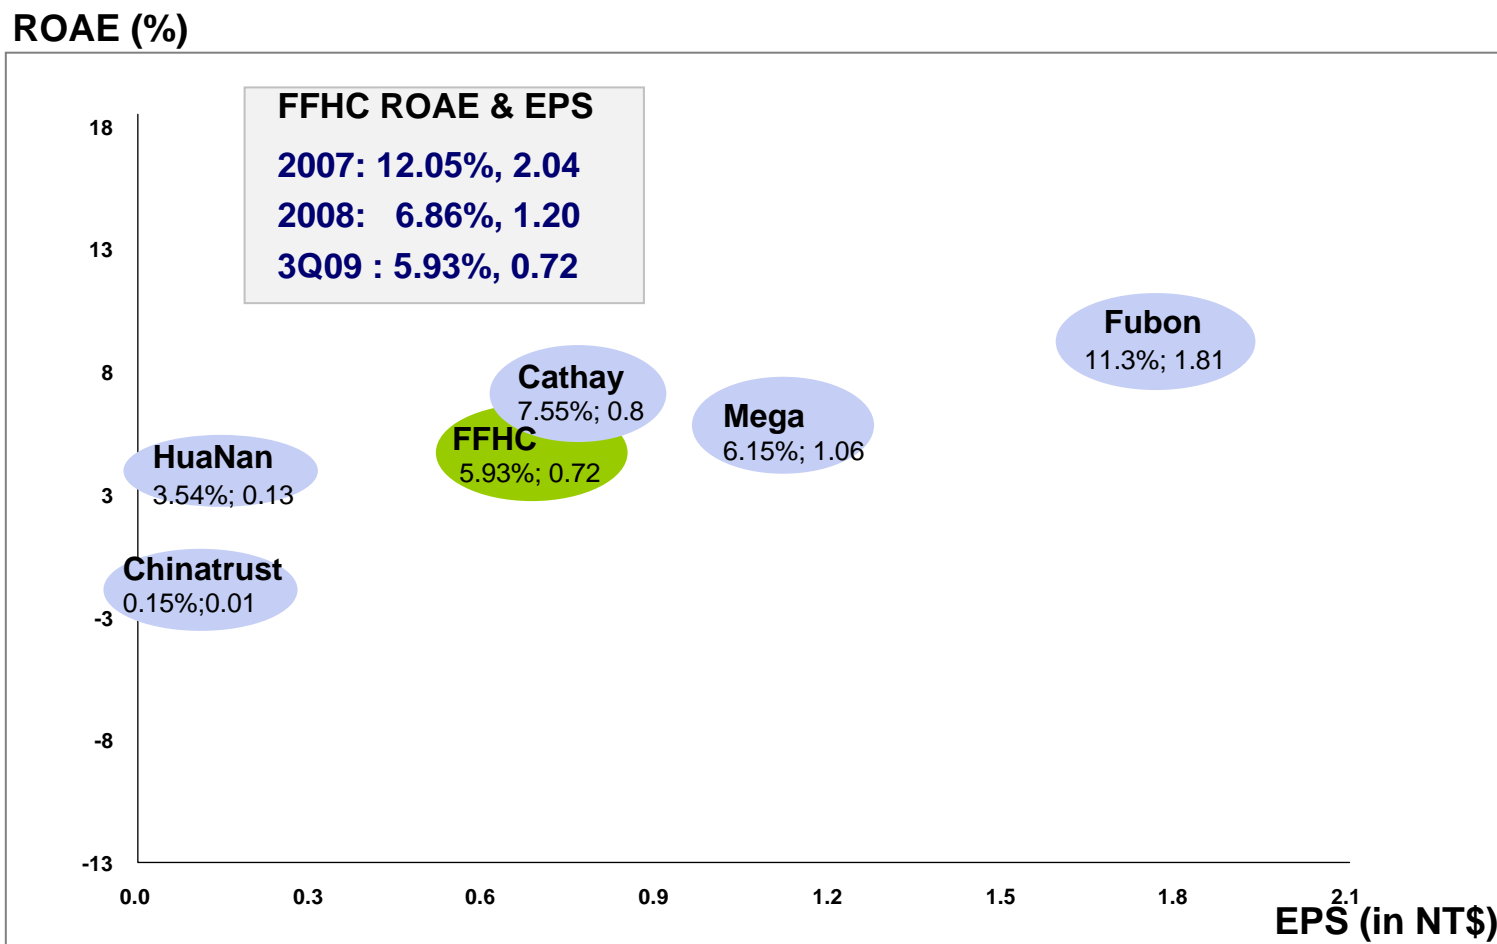 ROAE (%)
FFHC ROAE & EPS
2007: 12.05%, 2.04
2008: 6.86%, 1.20
3Q09 : 5.93%, 0.72
18
13
8
3
-3
-8
-13
Fubon
11.3%; 1.81
Cathay
7.55%; 0.8
Mega
6.15%; 1.06
FFHC
5.93%; 0.72
HuaNan
3.54%; 0.13
Chinatrust
0.15%;0.01
0.0 0.3 0.6 0.9 1.2 1.5 1.8 2.1
EPS (in NT$)